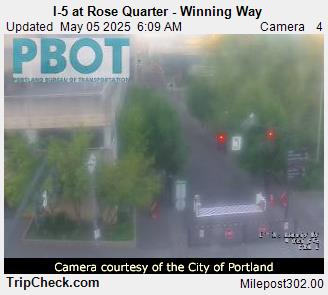 I-5 at Rose Quarter - Winning Way
Updated May 05 2025 6:09 AM Camera 4
PBOT
PORTLAND BUREAU OF TRANSPORTATION
Camera courtesy of the City of Portland
TripCheck.com Milepost302.00